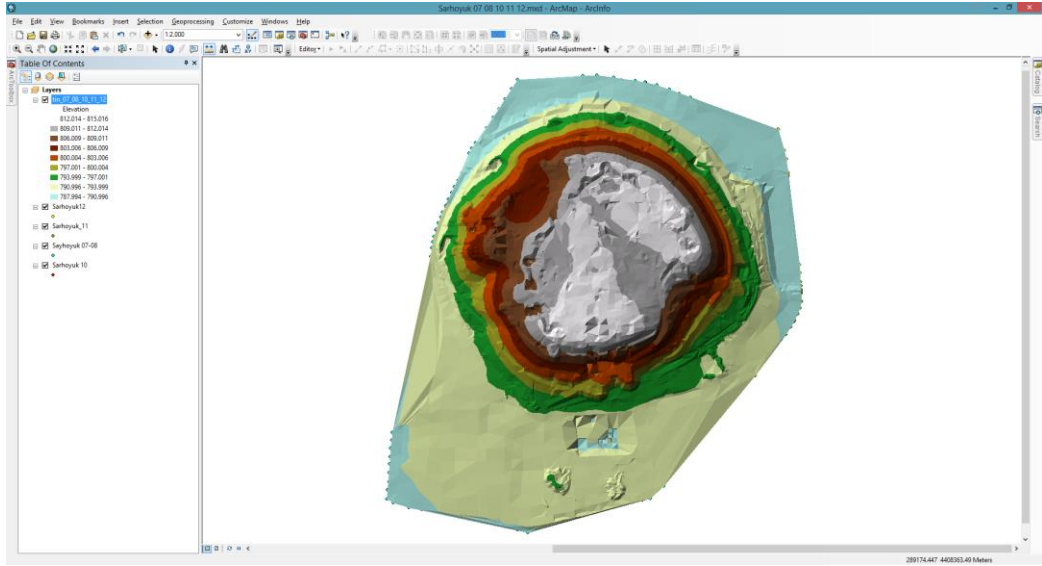 Sarhoyuk 07 08 10 11 12.mxd - ArcMap - ArcInfo
File Edit View Bookmarks Insert Selection Geoprocessing Customize Windows Help
1:2.000
Editor Spatial Adjustment
Table Of Contents
ArcToolbox
Layers
tin_07_08_10_11_12
Elevation
812.014 - 815.016
809.011 - 812.014
806.009 - 809.011
803.006 - 806.009
800.004 - 803.006
797.001 - 800.004
793.999 - 797.001
790.996 - 793.999
787.994 - 790.996
Sarhoyuk12
Sarhoyuk_11
Sayhoyuk 07-08
Sarhoyuk 10
Catalog
Search
289174.447 4408363.49 Meters